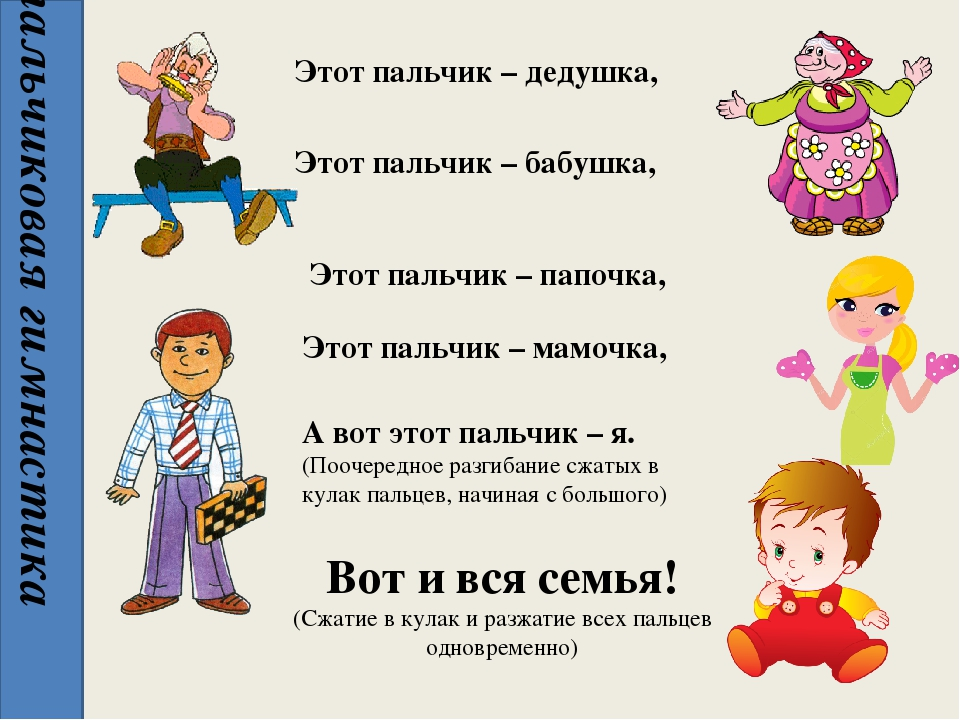 альчиковая гимнастика
Этот пальчик – дедушка,
Этот пальчик – бабушка,
Этот пальчик – папочка,
Этот пальчик – мамочка,
А вот этот пальчик – я.
(Поочередное разгибание сжатых в
кулак пальцев, начиная с большого)
Вот и вся семья!
(Сжатие в кулак и разжатие всех пальцев
одновременно)